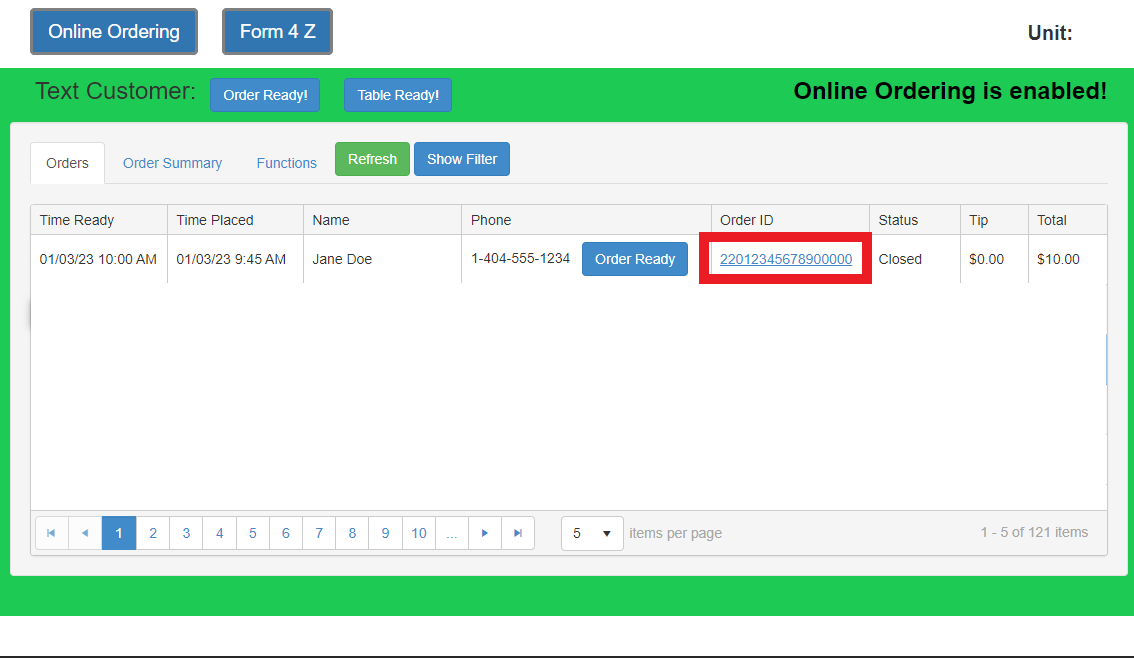 Online Ordering Form 4 Z Unit:
Text Customer: Order Ready! Table Ready! Online Ordering is enabled!
Orders Order Summary Functions Refresh Show Filter
Time Ready Time Placed Name Phone Order ID Status Tip Total
01/03/23 10:00 AM 01/03/23 9:45 AM Jane Doe 1-404-555-1234 Order Ready 22012345678900000 Closed $0.00 $10.00
1 2 3 4 5 6 7 8 9 10 ... 5 items per page 1 - 5 of 121 items